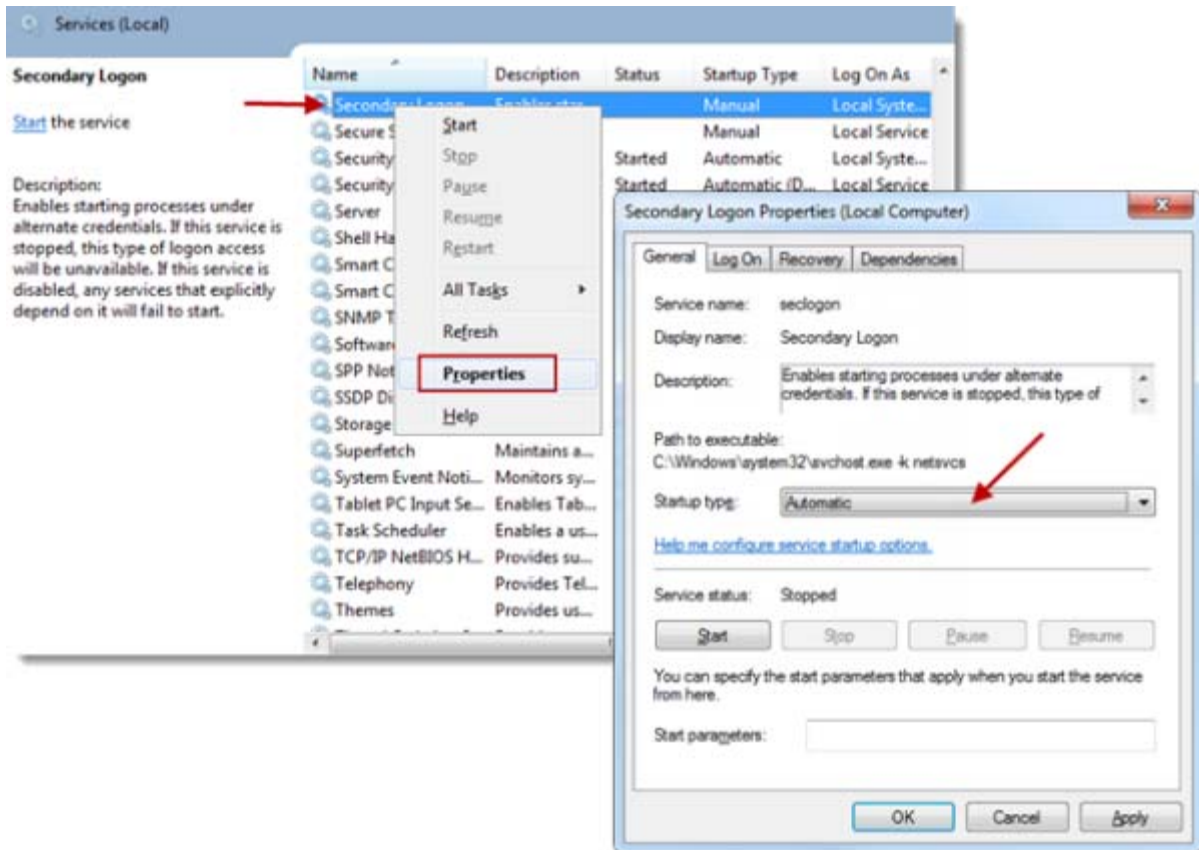 Services (Local)
Secondary Logon
Start the service
Description:
Enables starting processes under
alternate credentials. If this service is
stopped, this type of logon access
will be unavailable. If this service is
disabled, any services that explicitly
depend on it will fail to start.
Name Description Status Startup Type Log On As
Secondary Logon Enables star... Manual Local Syste...
Secure S Manual Local Service
Security Started Automatic Local Syste...
Security Started Automatic (D... Local Service
Server
Shell Ha
Smart C
Smart C
SNMP T
Software
SPP Not
SSDP Di
Storage
Superfetch Maintains a...
System Event Noti... Monitors sy...
Tablet PC Input Se... Enables Tab...
Task Scheduler Enables a us...
TCP/IP NetBIOS H... Provides su...
Telephony Provides Tel...
Themes Provides us...
Start
Stop
Pause
Resume
Restart
All Tasks
Refresh
Properties
Help
Secondary Logon Properties (Local Computer)
General Log On Recovery Dependencies
Service name: seclogon
Display name: Secondary Logon
Description: Enables starting processes under alternate
credentials. If this service is stopped, this type of
Path to executable:
C:\Windows\system32\svchost.exe -k netsvcs
Startup type: Automatic
Help me configure service startup options.
Service status: Stopped
Start Stop Pause Resume
You can specify the start parameters that apply when you start the service
from here.
Start parameters:
OK Cancel Apply